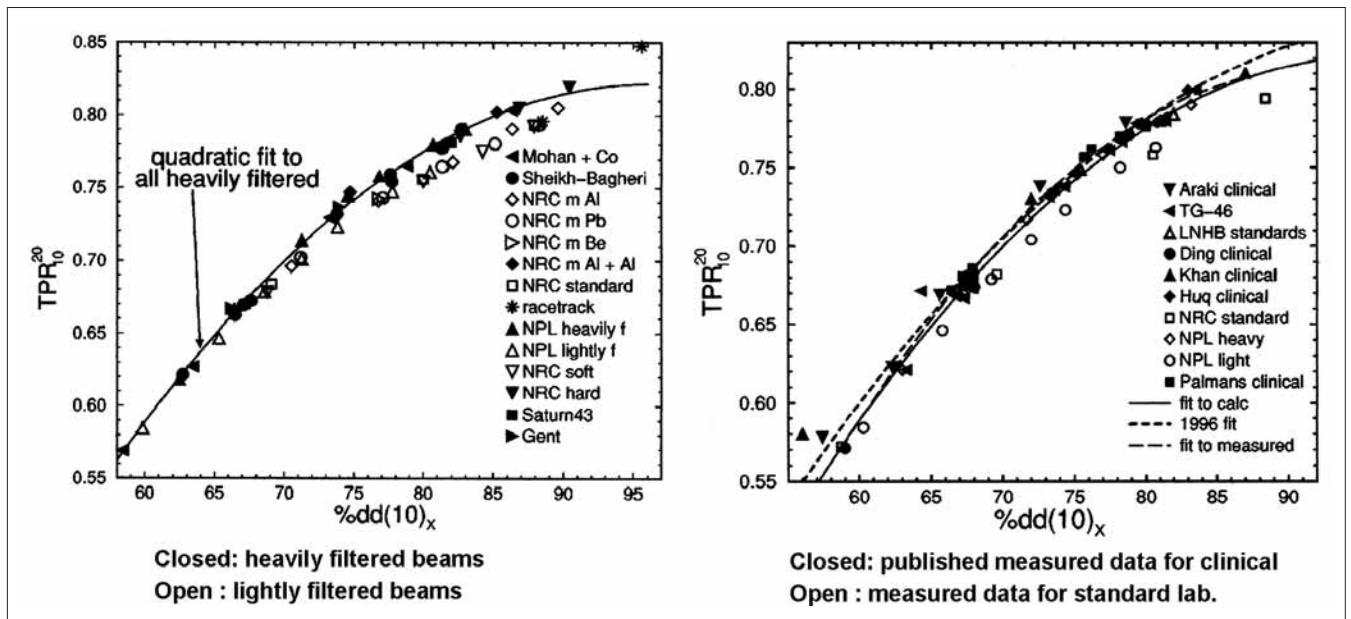 0.85
0.80
0.75
0.70
0.65
0.60
0.55
TPR 20 10
quadratic fit to
all heavily filtered
Mohan + Co
Sheikh-Bagheri
NRC m Al
NRC m Pb
NRC m Be
NRC m Al + Al
NRC standard
racetrack
NPL heavily f
NPL lightly f
NRC soft
NRC hard
Saturn43
Gent
60 65 70 75 80 85 90 95
%dd(10)x
Closed: heavily filtered beams
Open : lightly filtered beams
0.80
0.75
0.70
0.65
0.60
0.55
TPR 20 10
Araki clinical
TG-46
LNHB standards
Ding clinical
Khan clinical
Huq clinical
NRC standard
NPL heavy
NPL light
Palmans clinical
fit to calc
1996 fit
fit to measured
60 65 70 75 80 85 90
%dd(10)x
Closed: published measured data for clinical
Open : measured data for standard lab.